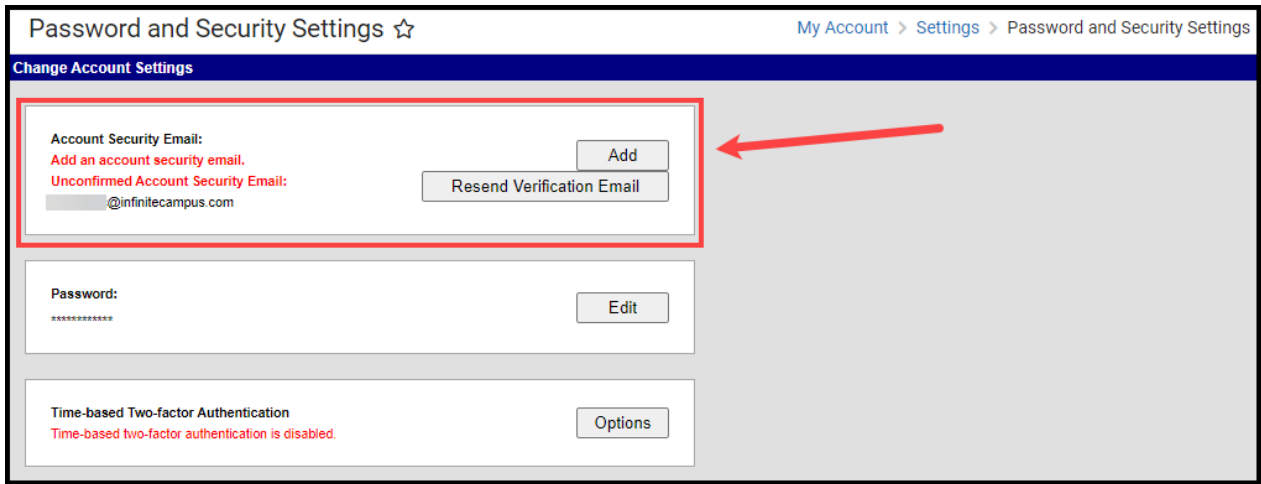 Password and Security Settings
My Account > Settings > Password and Security Settings
Change Account Settings
Account Security Email:
Add an account security email.
Add
Unconfirmed Account Security Email:
Resend Verification Email
@infinitecampus.com
Password:
************
Edit
Time-based Two-factor Authentication
Time-based two-factor authentication is disabled.
Options